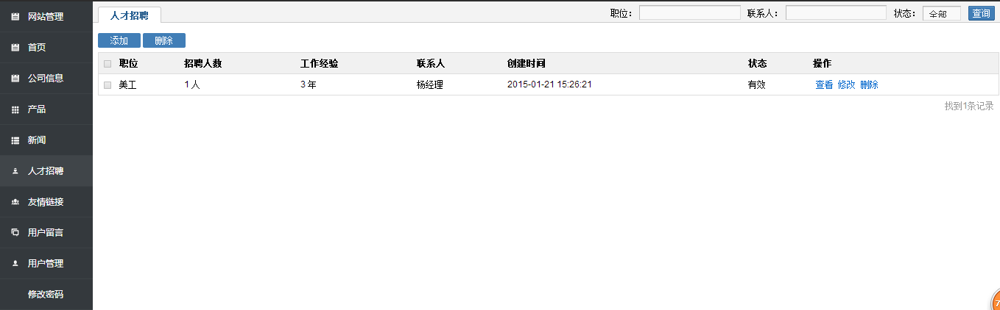 网站管理
首页
公司信息
产品
新闻
人才招聘
友情链接
用户留言
用户管理
修改密码
人才招聘 职位： 联系人： 状态： 全部 查询
添加 删除
职位 招聘人数 工作经验 联系人 创建时间 状态 操作
美工 1 人 3 年 杨经理 2015-01-21 15:26:21 有效 查看 修改 删除
找到1条记录